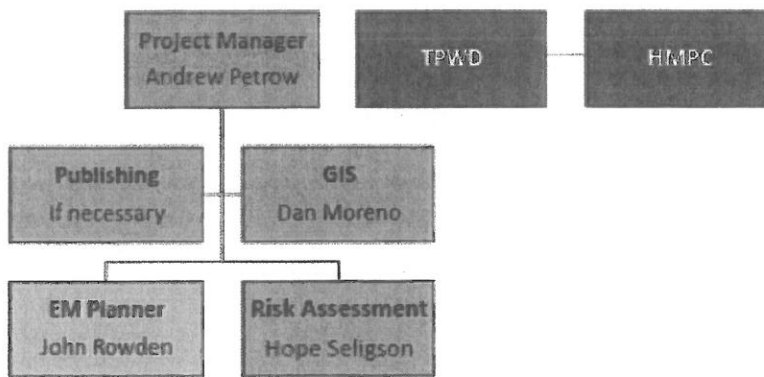 Project Manager
Andrew Petrow
TPWD
HMPC
Publishing
If necessary
GIS
Dan Moreno
EM Planner
John Rowden
Risk Assessment
Hope Seligson